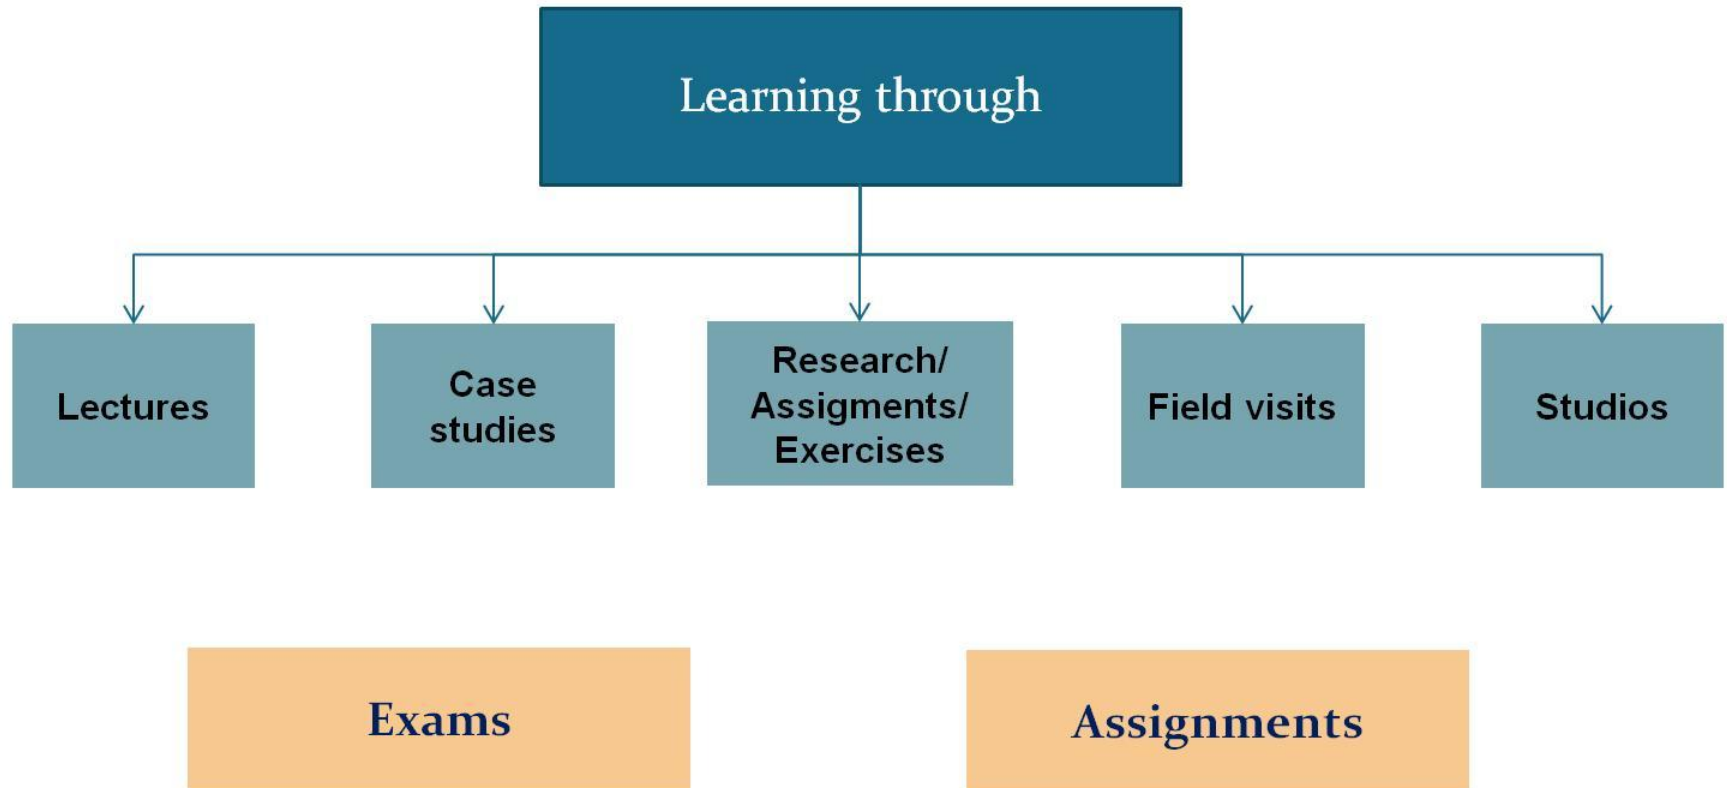 Learning through
Lectures
Case
studies
Research/
Assigments/
Exercises
Field visits
Studios
Exams
Assignments